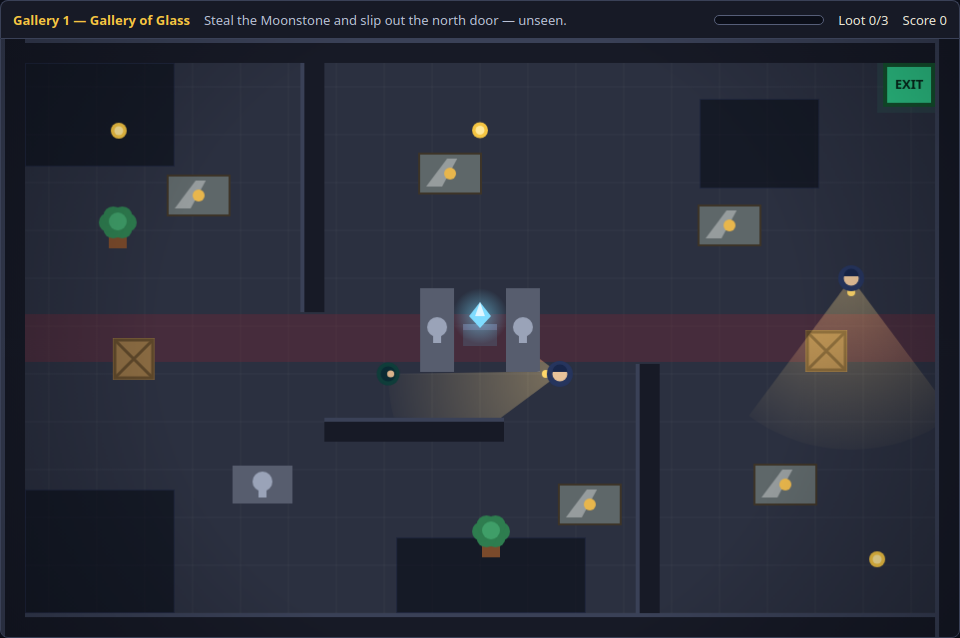 Gallery 1 — Gallery of Glass Steal the Moonstone and slip out the north door — unseen. Loot 0/3 Score 0
EXIT